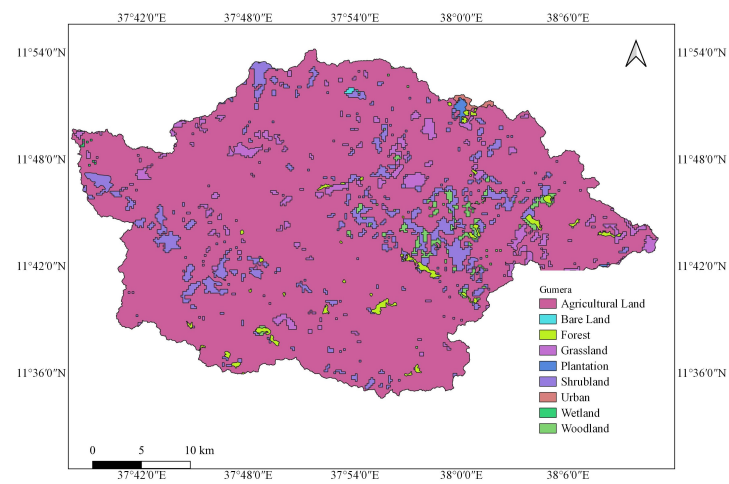 37°42'0"E 37°48'0"E 37°54'0"E 38°0'0"E 38°6'0"E
11°54'0"N 11°54'0"N
11°48'0"N 11°48'0"N
11°42'0"N 11°42'0"N
Gumera
Agricultural Land
Bare Land
Forest
Grassland
Plantation
11°36'0"N 11°36'0"N
Shrubland
Urban
Wetland
Woodland
0 5 10 km
37°42'0"E 37°48'0"E 37°54'0"E 38°0'0"E 38°6'0"E